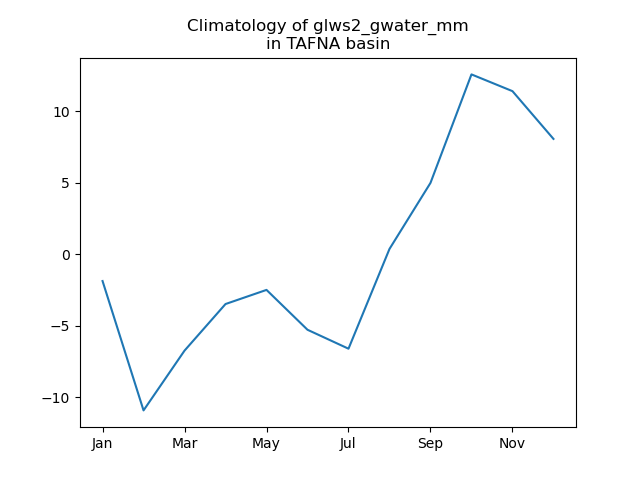 Climatology of glws2_gwater_mm
in TAFNA basin
10
5
0
−5
−10
Jan
Mar
May
Jul
Sep
Nov